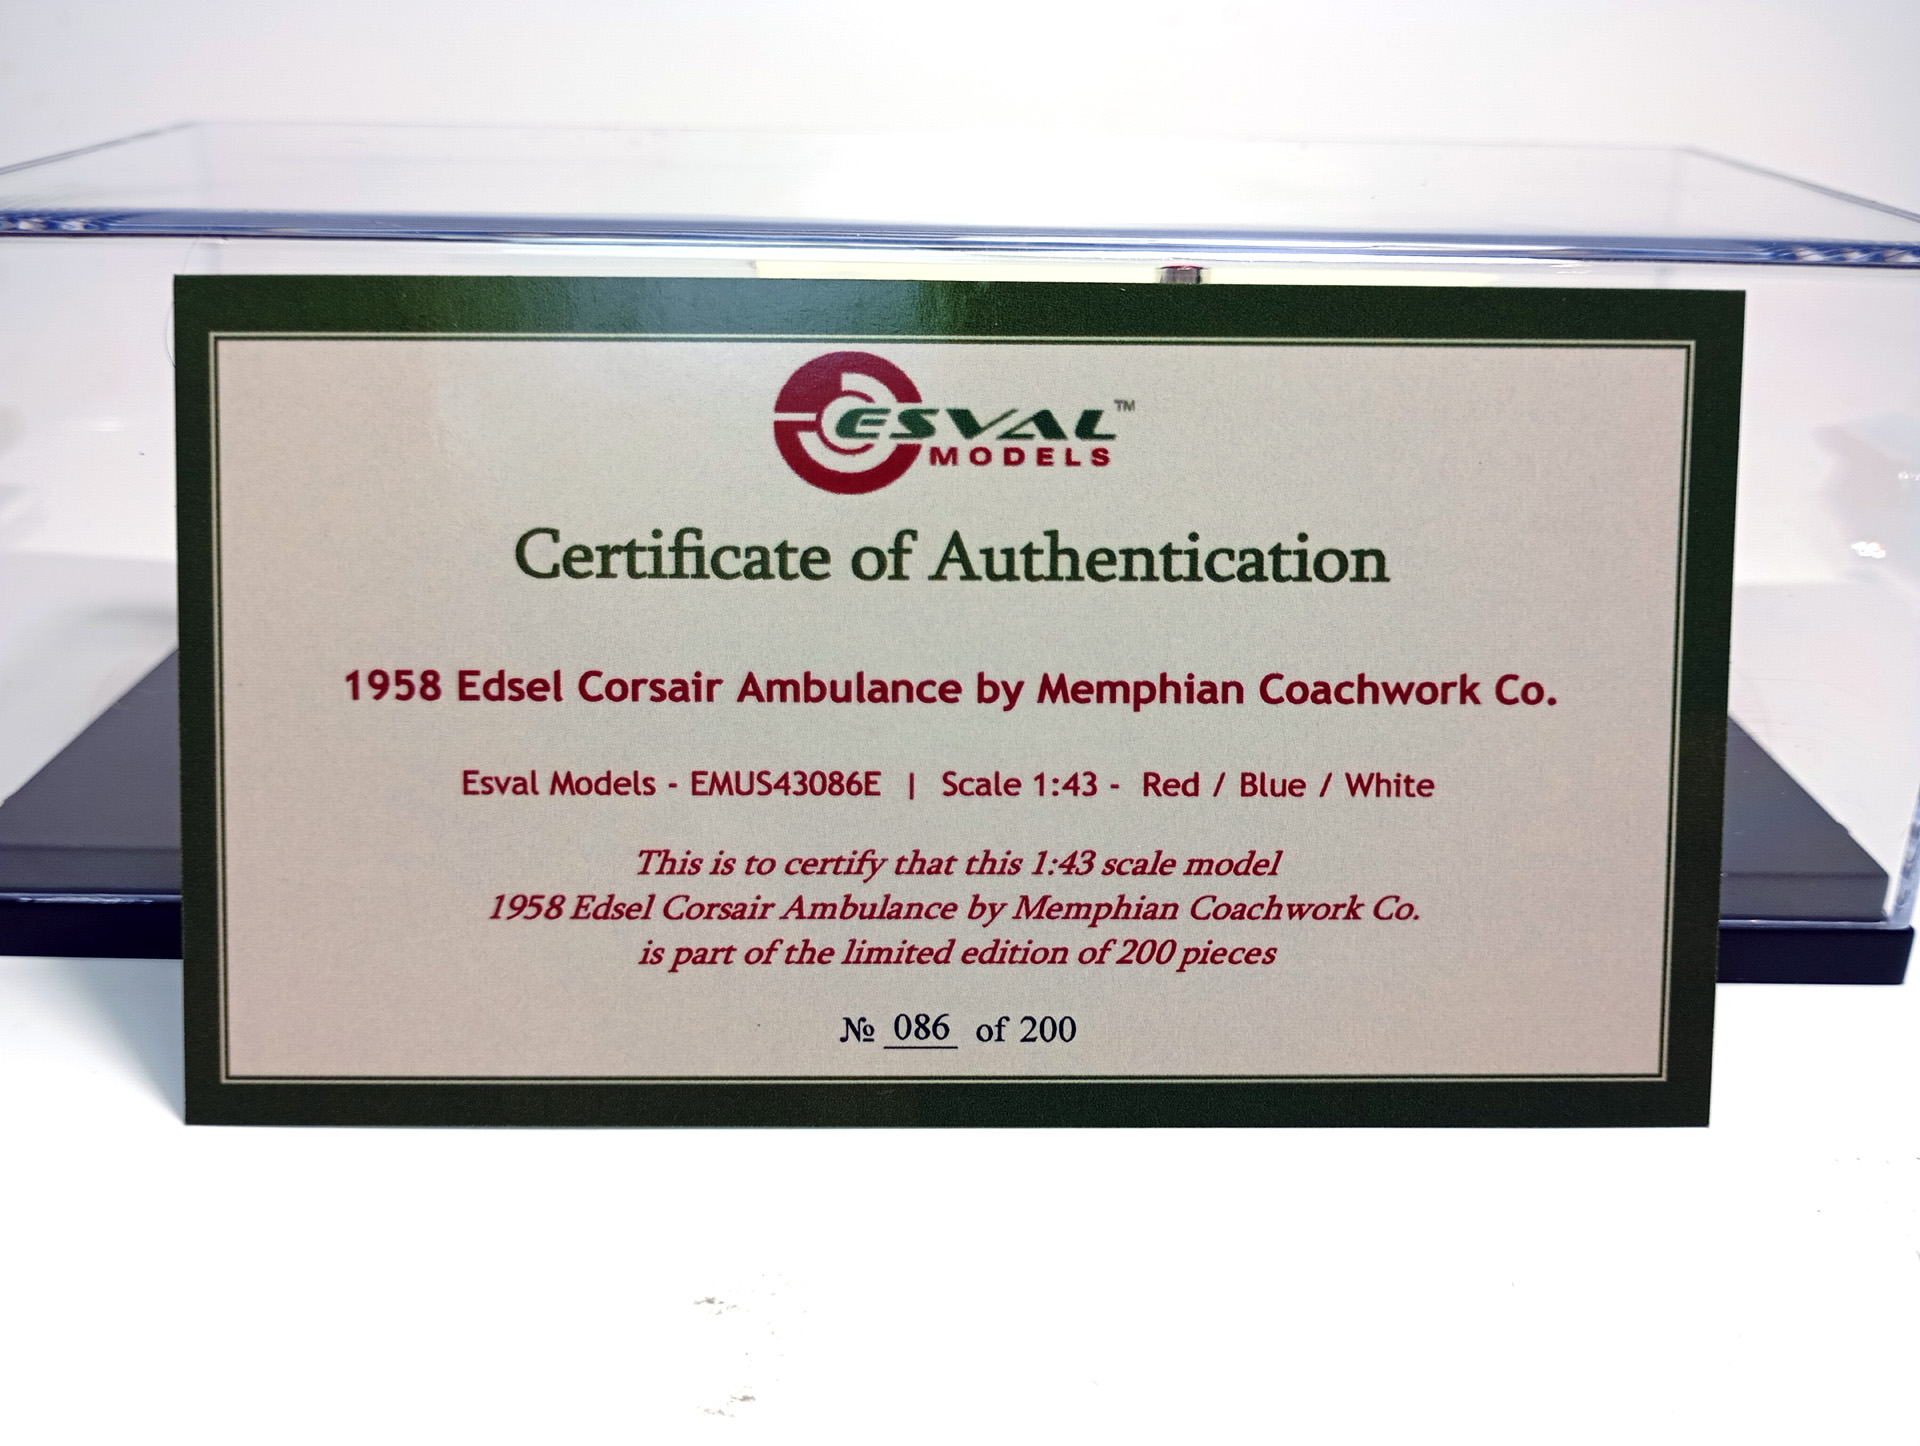 ESVAL™
MODELS
Certificate of Authentication
1958 Edsel Corsair Ambulance by Memphian Coachwork Co.
Esval Models - EMUS43086E | Scale 1:43 - Red / Blue / White
This is to certify that this 1:43 scale model
1958 Edsel Corsair Ambulance by Memphian Coachwork Co.
is part of the limited edition of 200 pieces
№ 086 of 200